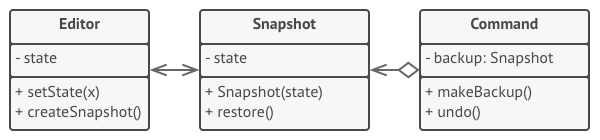 Editor
- state
+ setState(x)
+ createSnapshot()
Snapshot
- state
+ Snapshot(state)
+ restore()
Command
- backup: Snapshot
+ makeBackup()
+ undo()